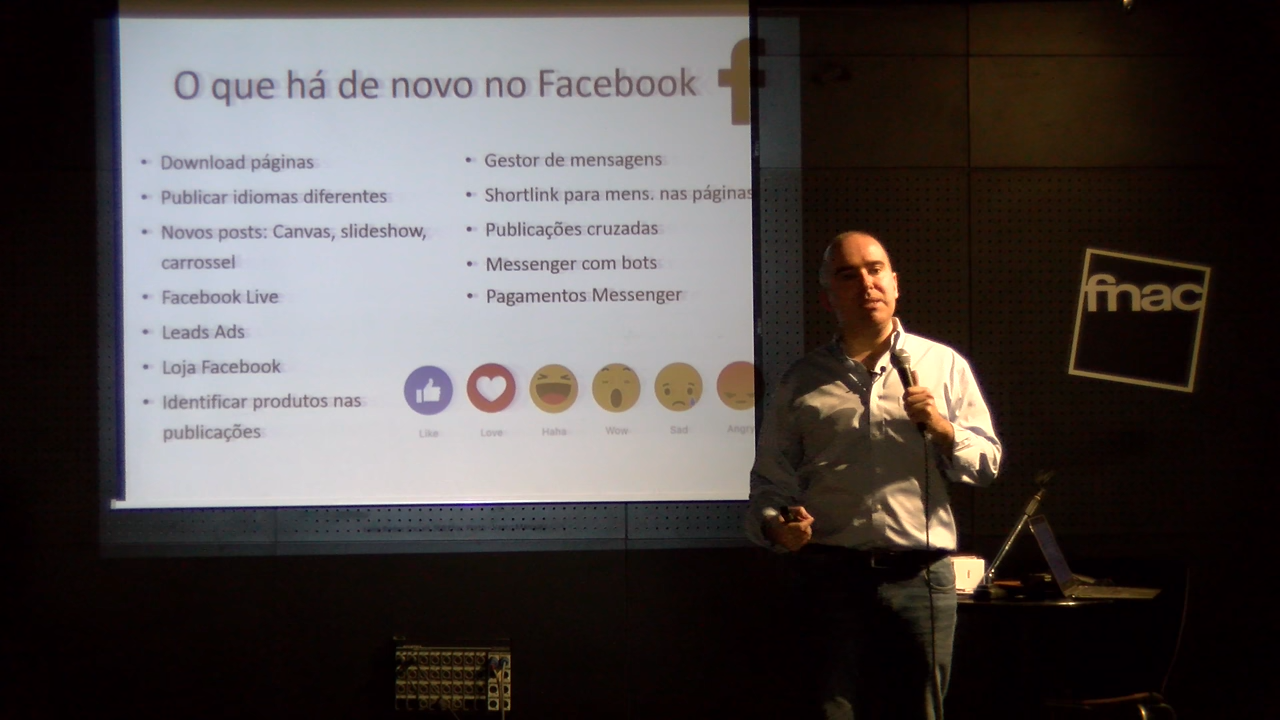 O que há de novo no Facebook
f
• Download páginas
• Publicar idiomas diferentes
• Novos posts: Canvas, slideshow,
carrossel
• Facebook Live
• Leads Ads
• Loja Facebook
• Identificar produtos nas
publicações
• Gestor de mensagens
• Shortlink para mens. nas páginas
• Publicações cruzadas
• Messenger com bots
• Pagamentos Messenger
Like Love Haha Wow Sad Angry
fnac